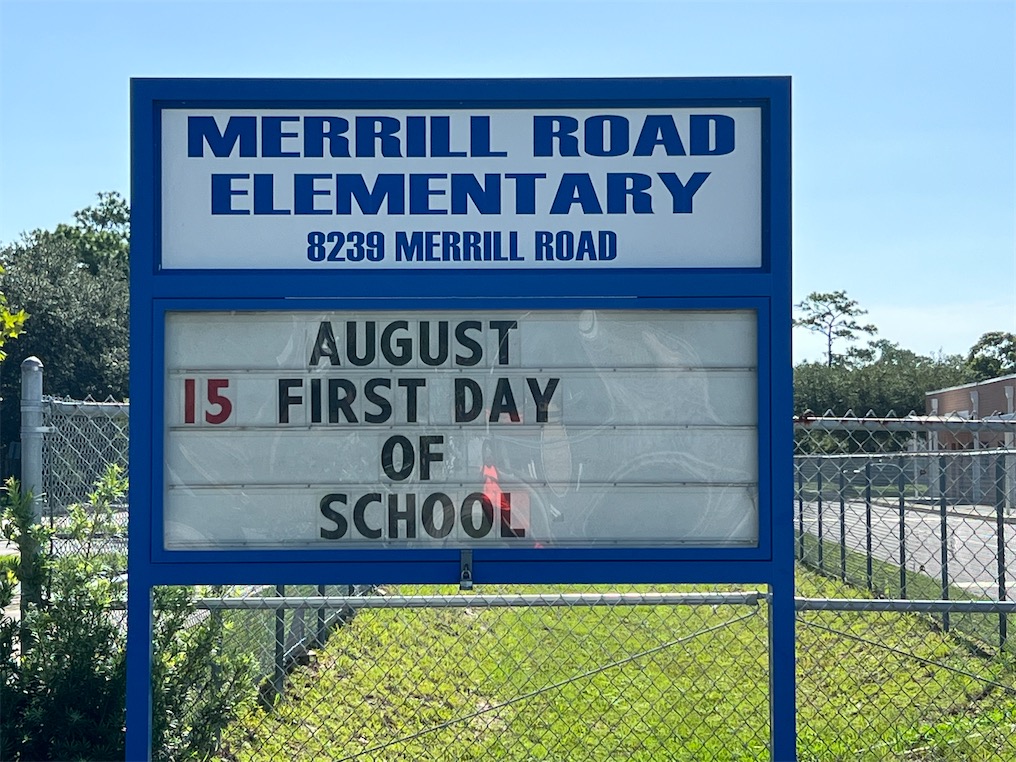 MERRILL ROAD
ELEMENTARY
8239 MERRILL ROAD
AUGUST
15 FIRST DAY
OF
SCHOOL